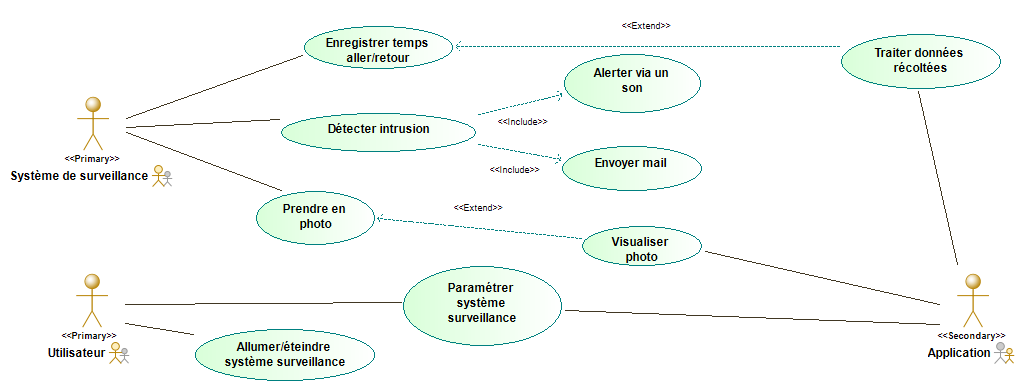 <<Extend>>
Enregistrer temps
aller/retour
Traiter données
récoltées
Alerter via un
son
<<Include>>
Détecter intrusion
<<Primary>>
Système de surveillance
Envoyer mail
<<Include>>
Prendre en
photo
<<Extend>>
Visualiser
photo
Paramétrer
système
surveillance
<<Primary>>
Utilisateur
Allumer/éteindre
système surveillance
<<Secondary>>
Application